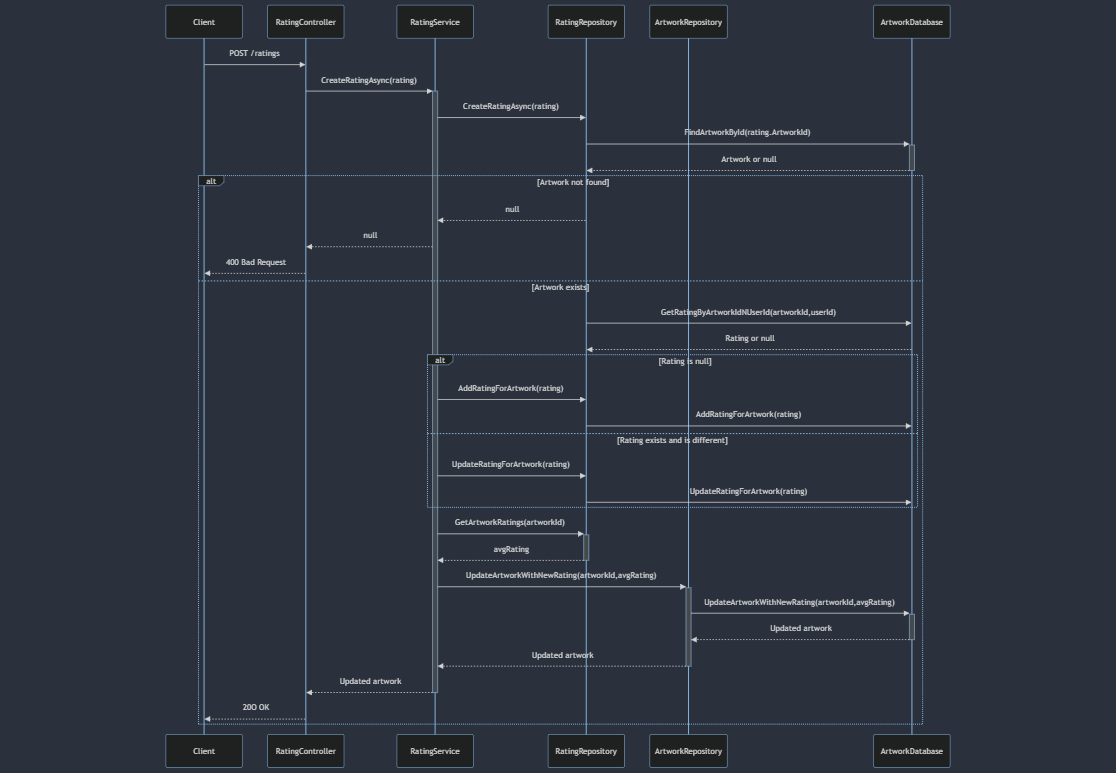 Client
RatingController
RatingService
RatingRepository
ArtworkRepository
ArtworkDatabase
POST /ratings
CreateRatingAsync(rating)
CreateRatingAsync(rating)
FindArtworkById(rating.ArtworkId)
Artwork or null
alt
[Artwork not found]
null
null
400 Bad Request
[Artwork exists]
GetRatingByArtworkIdNUserId(artworkId,userId)
Rating or null
alt
[Rating is null]
AddRatingForArtwork(rating)
AddRatingForArtwork(rating)
[Rating exists and is different]
UpdateRatingForArtwork(rating)
UpdateRatingForArtwork(rating)
GetArtworkRatings(artworkId)
avgRating
UpdateArtworkWithNewRating(artworkId,avgRating)
UpdateArtworkWithNewRating(artworkId,avgRating)
Updated artwork
Updated artwork
Updated artwork
200 OK
Client
RatingController
RatingService
RatingRepository
ArtworkRepository
ArtworkDatabase